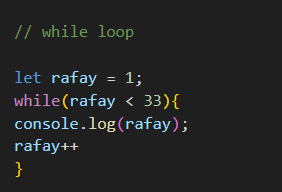 // while loop
let rafay = 1;
while(rafay < 33){
console.log(rafay);
rafay++
}